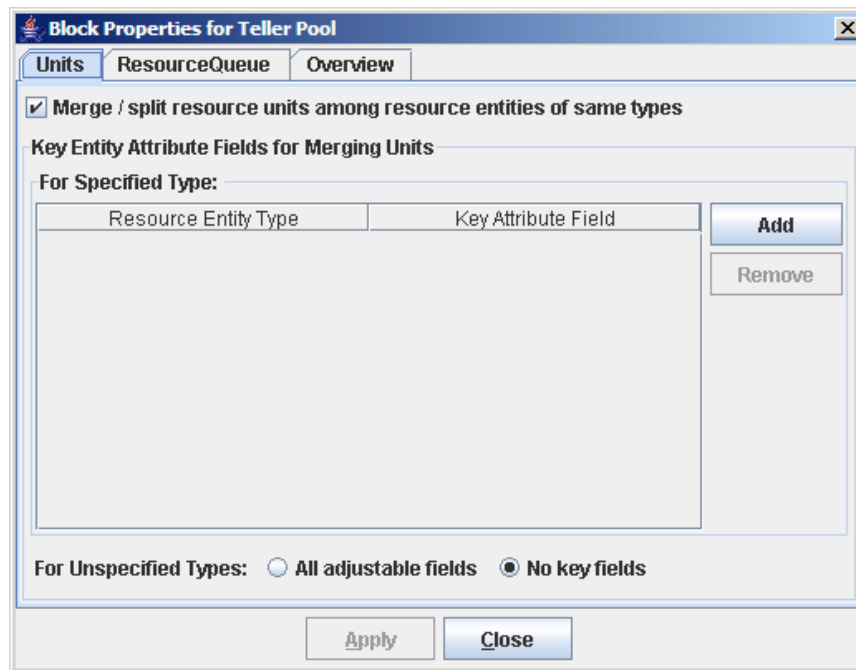 Block Properties for Teller Pool
Units ResourceQueue Overview
Merge / split resource units among resource entities of same types
Key Entity Attribute Fields for Merging Units
For Specified Type:
Resource Entity Type Key Attribute Field
Add
Remove
For Unspecified Types: All adjustable fields No key fields
Apply Close